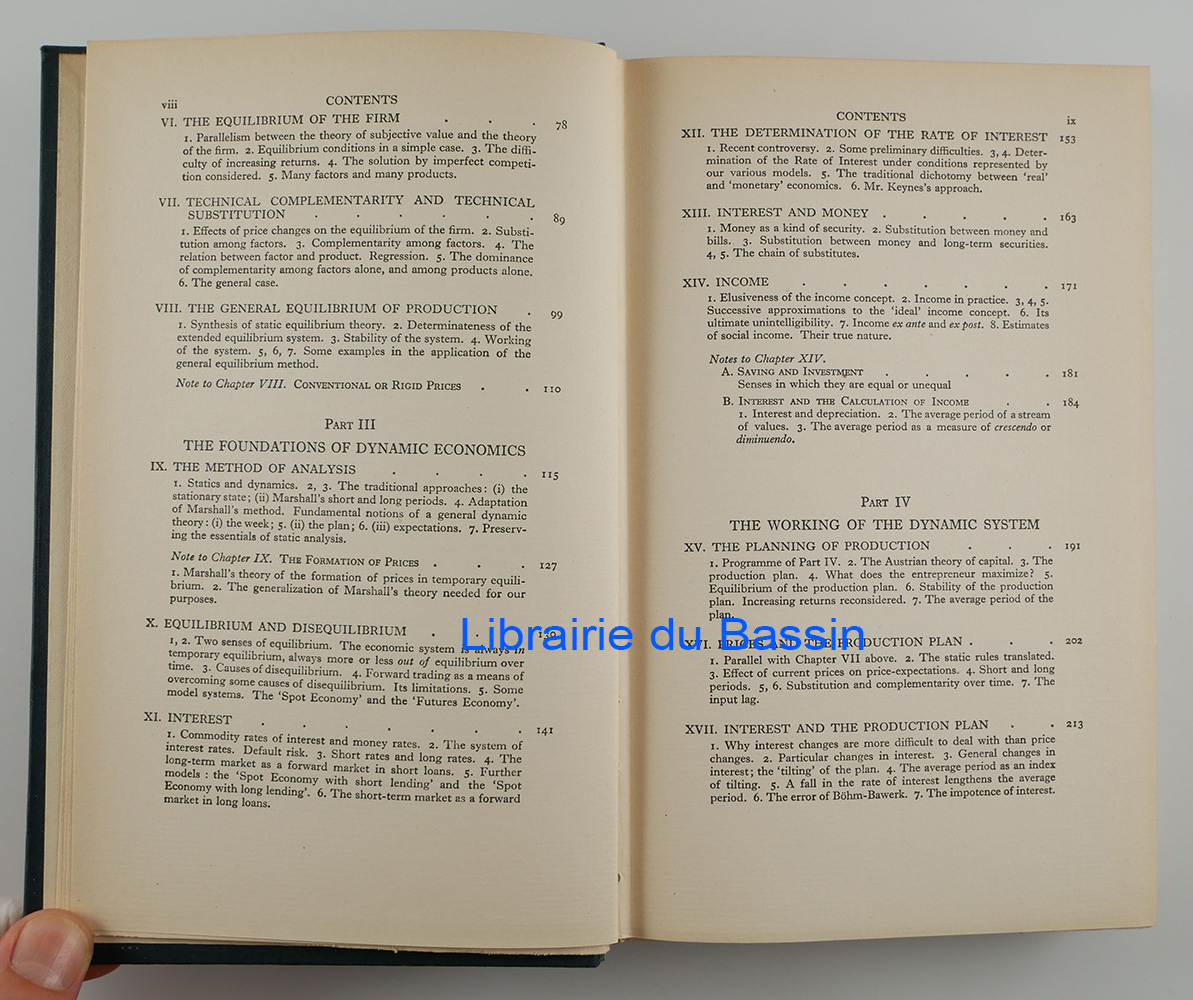 viii CONTENTS
VI. THE EQUILIBRIUM OF THE FIRM . . . 78
1. Parallelism between the theory of subjective value and the theory
of the firm. 2. Equilibrium conditions in a simple case. 3. The diffi-
culty of increasing returns. 4. The solution by imperfect competi-
tion considered. 5. Many factors and many products.
VII. TECHNICAL COMPLEMENTARITY AND TECHNICAL
SUBSTITUTION . . . . . . 89
1. Effects of price changes on the equilibrium of the firm. 2. Substi-
tution among factors. 3. Complementarity among factors. 4. The
relation between factor and product. Regression. 5. The dominance
of complementarity among factors alone, and among products alone.
6. The general case.
VIII. THE GENERAL EQUILIBRIUM OF PRODUCTION . 99
1. Synthesis of static equilibrium theory. 2. Determinateness of the
extended equilibrium system. 3. Stability of the system. 4. Working
of the system. 5, 6, 7. Some examples in the application of the
general equilibrium method.
Note to Chapter VIII. CONVENTIONAL OR RIGID PRICES . . 110
PART III
THE FOUNDATIONS OF DYNAMIC ECONOMICS
IX. THE METHOD OF ANALYSIS . . . . 115
1. Statics and dynamics. 2, 3. The traditional approaches: (i) the
stationary state; (ii) Marshall's short and long periods. 4. Adaptation
of Marshall's method. Fundamental notions of a general dynamic
theory: (i) the week; 5. (ii) the plan; 6. (iii) expectations. 7. Preserv-
ing the essentials of static analysis.
Note to Chapter IX. THE FORMATION OF PRICES . . . 127
1. Marshall's theory of the formation of prices in temporary equili-
brium. 2. The generalization of Marshall's theory needed for our
purposes.
X. EQUILIBRIUM AND DISEQUILIBRIUM . . . 130
1, 2. Two senses of equilibrium. The economic system is always in
temporary equilibrium, always more or less out of equilibrium over
time. 3. Causes of disequilibrium. 4. Forward trading as a means of
overcoming some causes of disequilibrium. Its limitations. 5. Some
model systems. The 'Spot Economy' and the 'Futures Economy'.
XI. INTEREST . . . . . . 141
1. Commodity rates of interest and money rates. 2. The system of
interest rates. Default risk. 3. Short rates and long rates. 4. The
long-term market as a forward market in short loans. 5. Further
models : the 'Spot Economy with short lending' and the 'Spot
Economy with long lending'. 6. The short-term market as a forward
market in long loans.
CONTENTS ix
XII. THE DETERMINATION OF THE RATE OF INTEREST 153
1. Recent controversy. 2. Some preliminary difficulties. 3, 4. Deter-
mination of the Rate of Interest under conditions represented by
our various models. 5. The traditional dichotomy between 'real'
and 'monetary' economics. 6. Mr. Keynes's approach.
XIII. INTEREST AND MONEY . . . . . 163
1. Money as a kind of security. 2. Substitution between money and
bills. 3. Substitution between money and long-term securities.
4, 5. The chain of substitutes.
XIV. INCOME . . . . . . . 171
1. Elusiveness of the income concept. 2. Income in practice. 3, 4, 5.
Successive approximations to the 'ideal' income concept. 6. Its
ultimate unintelligibility. 7. Income ex ante and ex post. 8. Estimates
of social income. Their true nature.
Notes to Chapter XIV.
A. SAVING AND INVESTMENT . . . . . 181
Senses in which they are equal or unequal
B. INTEREST AND THE CALCULATION OF INCOME . . 184
1. Interest and depreciation. 2. The average period of a stream
of values. 3. The average period as a measure of crescendo or
diminuendo.
PART IV
THE WORKING OF THE DYNAMIC SYSTEM
XV. THE PLANNING OF PRODUCTION . . . 191
1. Programme of Part IV. 2. The Austrian theory of capital. 3. The
production plan. 4. What does the entrepreneur maximize? 5.
Equilibrium of the production plan. 6. Stability of the production
plan. Increasing returns reconsidered. 7. The average period of the
plan.
Librairie du Bassin
XVI. PRICES AND THE PRODUCTION PLAN . . . 202
1. Parallel with Chapter VII above. 2. The static rules translated.
3. Effect of current prices on price-expectations. 4. Short and long
periods. 5, 6. Substitution and complementarity over time. 7. The
input lag.
XVII. INTEREST AND THE PRODUCTION PLAN . . 213
1. Why interest changes are more difficult to deal with than price
changes. 2. Particular changes in interest. 3. General changes in
interest; the 'tilting' of the plan. 4. The average period as an index
of tilting. 5. A fall in the rate of interest lengthens the average
period. 6. The error of Böhm-Bawerk. 7. The impotence of interest.